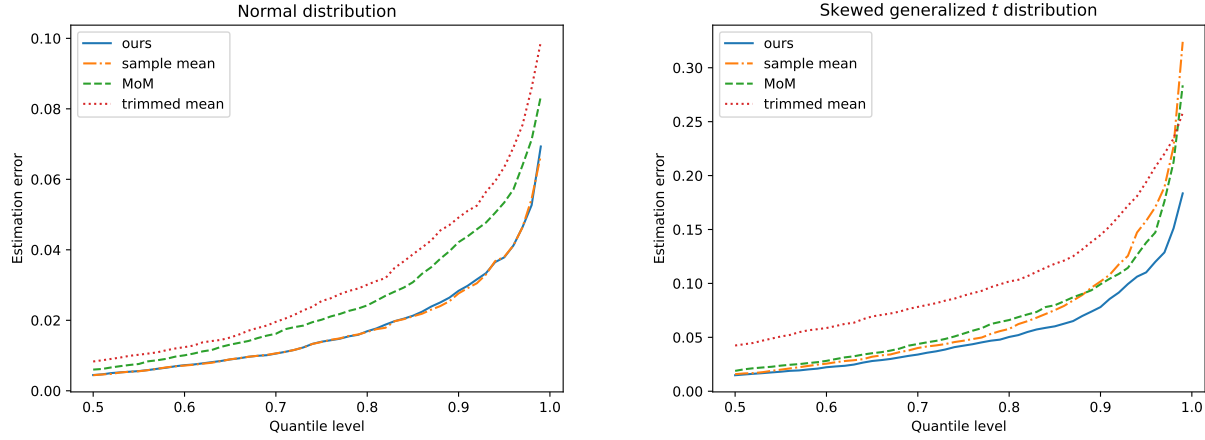 Normal distribution
ours
sample mean
MoM
trimmed mean
0.10
0.08
0.06
0.04
0.02
0.00
Estimation error
0.5 0.6 0.7 0.8 0.9 1.0
Quantile level
Skewed generalized t distribution
ours
sample mean
MoM
trimmed mean
0.30
0.25
0.20
0.15
0.10
0.05
0.00
Estimation error
0.5 0.6 0.7 0.8 0.9 1.0
Quantile level